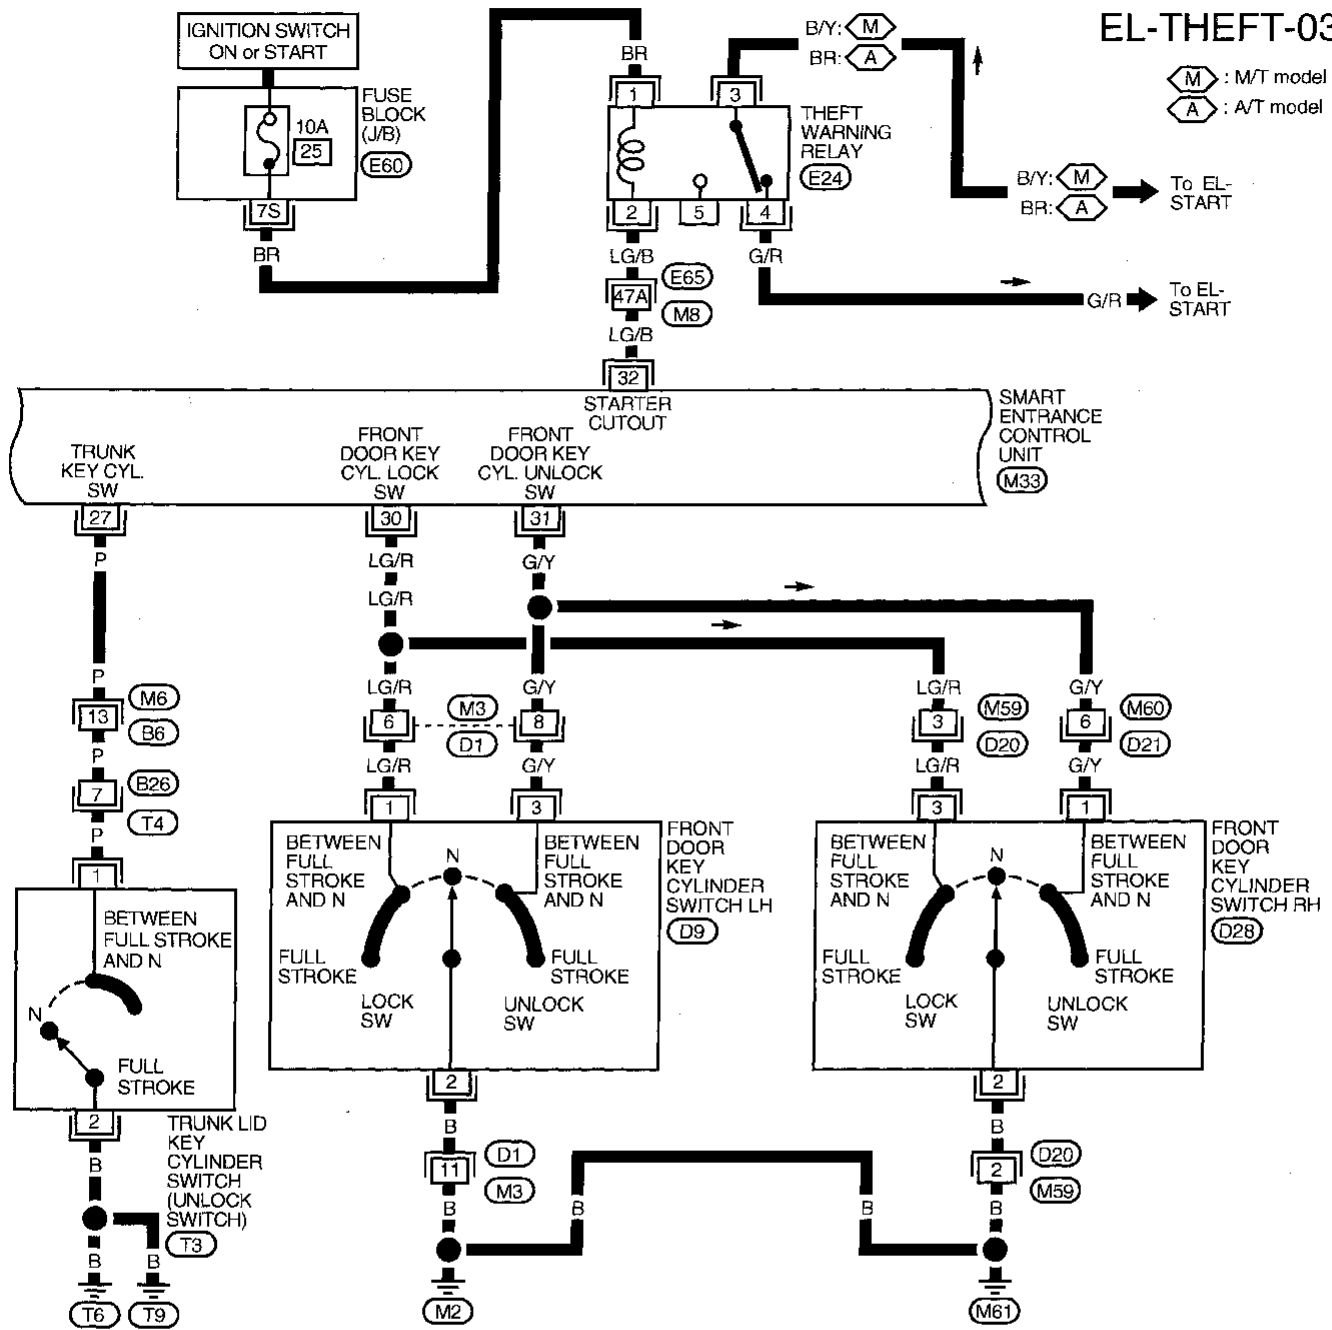 EL-THEFT-03
M : M/T model
A : A/T model
IGNITION SWITCH
ON or START
FUSE
BLOCK
(J/B)
E60
10A
25
7S
BR
BR
1
3
B/Y: M
BR: A
THEFT
WARNING
RELAY
E24
2
5
4
B/Y: M
BR: A
To EL-
START
LG/B
G/R
E65
47A
M8
LG/B
G/R
To EL-
START
32
STARTER
CUTOUT
SMART
ENTRANCE
CONTROL
UNIT
M33
TRUNK
KEY CYL.
SW
FRONT
DOOR KEY
CYL. LOCK
SW
FRONT
DOOR KEY
CYL. UNLOCK
SW
27
30
31
P
LG/R
G/Y
LG/R
P
LG/R
G/Y
LG/R
G/Y
13
M6
B6
6
M3
D1
8
3
M59
D20
6
M60
D21
P
LG/R
G/Y
LG/R
G/Y
7
B26
T4
P
1
1
3
3
1
BETWEEN
FULL
STROKE
AND N
N
BETWEEN
FULL
STROKE
AND N
FULL
STROKE
FULL
STROKE
LOCK
SW
UNLOCK
SW
FRONT
DOOR
KEY
CYLINDER
SWITCH LH
D9
BETWEEN
FULL
STROKE
AND N
N
BETWEEN
FULL
STROKE
AND N
FULL
STROKE
FULL
STROKE
LOCK
SW
UNLOCK
SW
FRONT
DOOR
KEY
CYLINDER
SWITCH RH
D28
BETWEEN
FULL STROKE
AND N
N
FULL
STROKE
2
TRUNK LID
KEY
CYLINDER
SWITCH
(UNLOCK
SWITCH)
T3
B
B
B
T6
T9
2
B
11
D1
M3
B
B
B
M2
2
B
2
D20
M59
B
M61